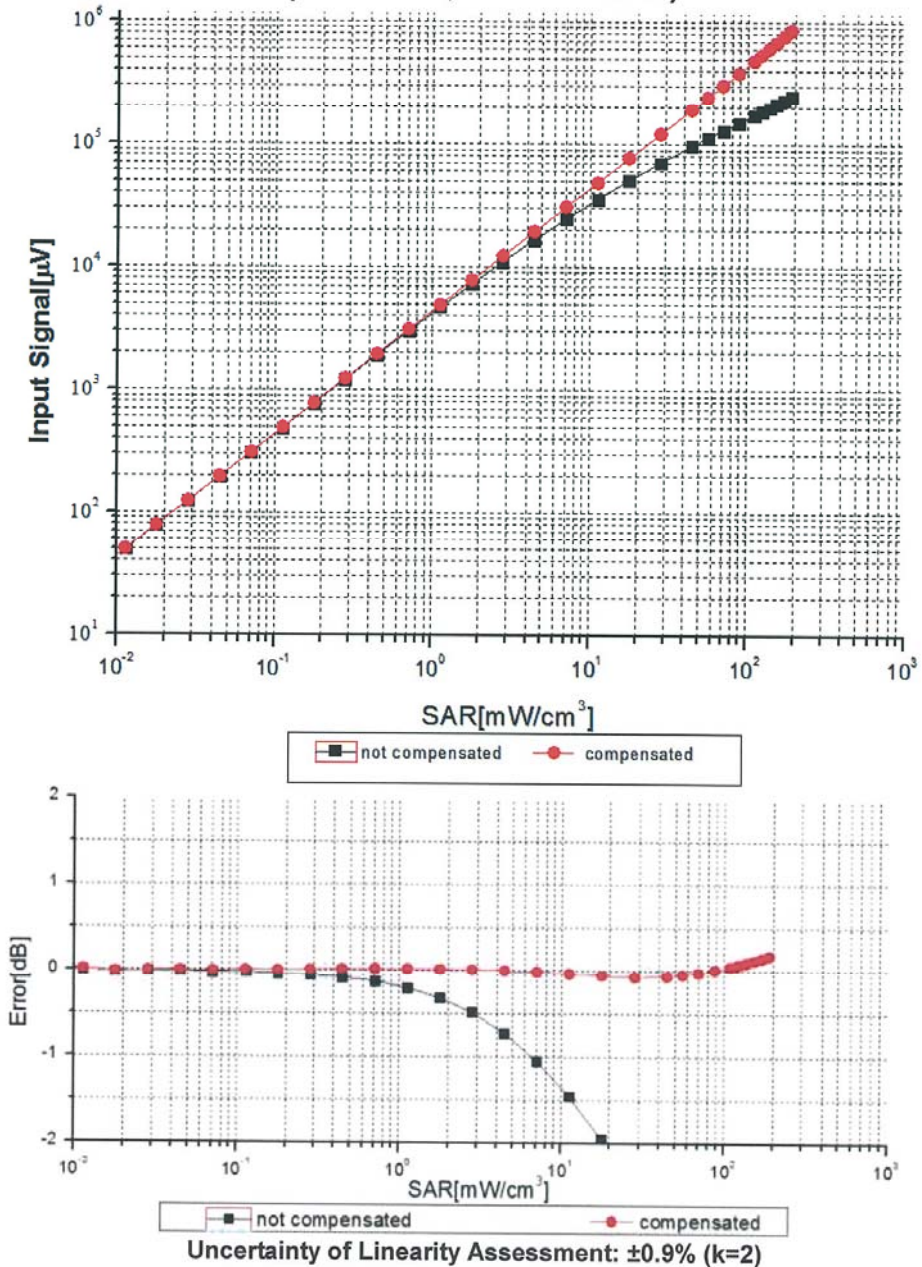 10⁶
10⁵
10⁴
10³
10²
10¹
Input Signal[µV]
10⁻² 10⁻¹ 10⁰ 10¹ 10² 10³
SAR[mW/cm³]
not compensated compensated
2
1
0
-1
-2
Error[dB]
10⁻² 10⁻¹ 10⁰ 10¹ 10² 10³
SAR[mW/cm³]
not compensated compensated
Uncertainty of Linearity Assessment: ±0.9% (k=2)